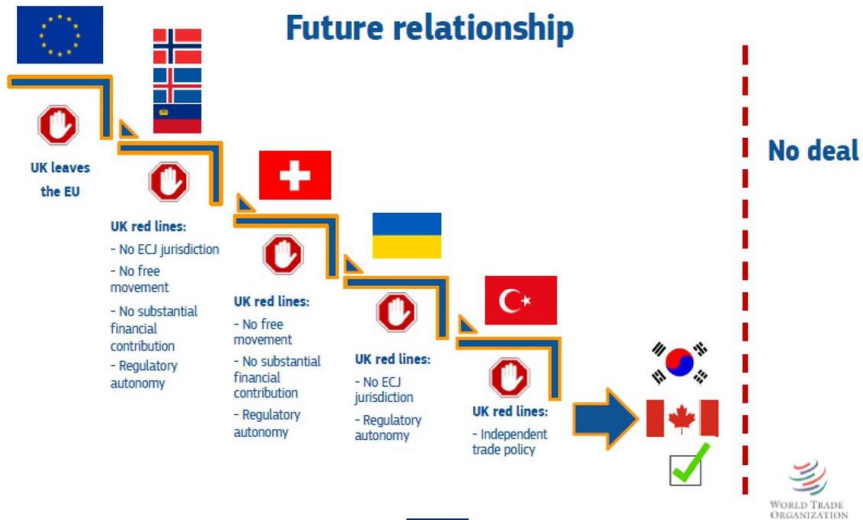 Future relationship
UK leaves
the EU
UK red lines:
- No ECJ jurisdiction
- No free
movement
- No substantial
financial
contribution
- Regulatory
autonomy
UK red lines:
- No free
movement
- No substantial
financial
contribution
- Regulatory
autonomy
UK red lines:
- No ECJ
jurisdiction
- Regulatory
autonomy
UK red lines:
- Independent
trade policy
No deal
WORLD TRADE
ORGANIZATION